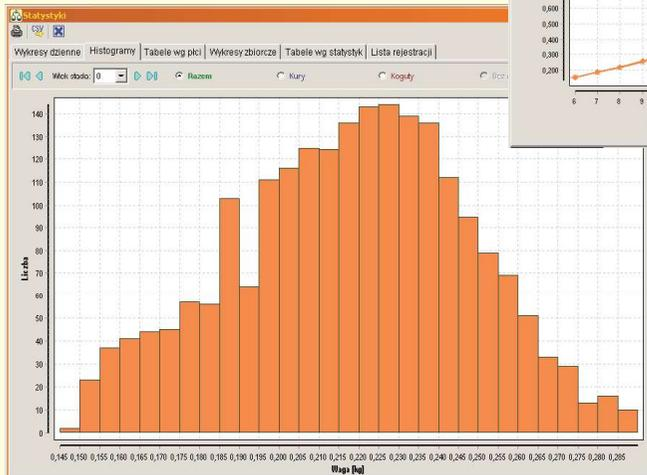 Statystyki
CSV
Wykresy dzienne Histogramy Tabele wg płci Wykresy zbiorcze Tabele wg statystyk Lista rejestracji
Wiek stada: 0 Razem Kury Koguty Bez
0,600
0,500
0,400
0,300
0,200
6 7 8 9
140
130
120
110
100
90
80
70
60
50
40
30
20
10
0
Liczba
0,145 0,150 0,155 0,160 0,165 0,170 0,175 0,180 0,185 0,190 0,195 0,200 0,205 0,210 0,215 0,220 0,225 0,230 0,235 0,240 0,245 0,250 0,255 0,260 0,265 0,270 0,275 0,280 0,285
Waga [kg]